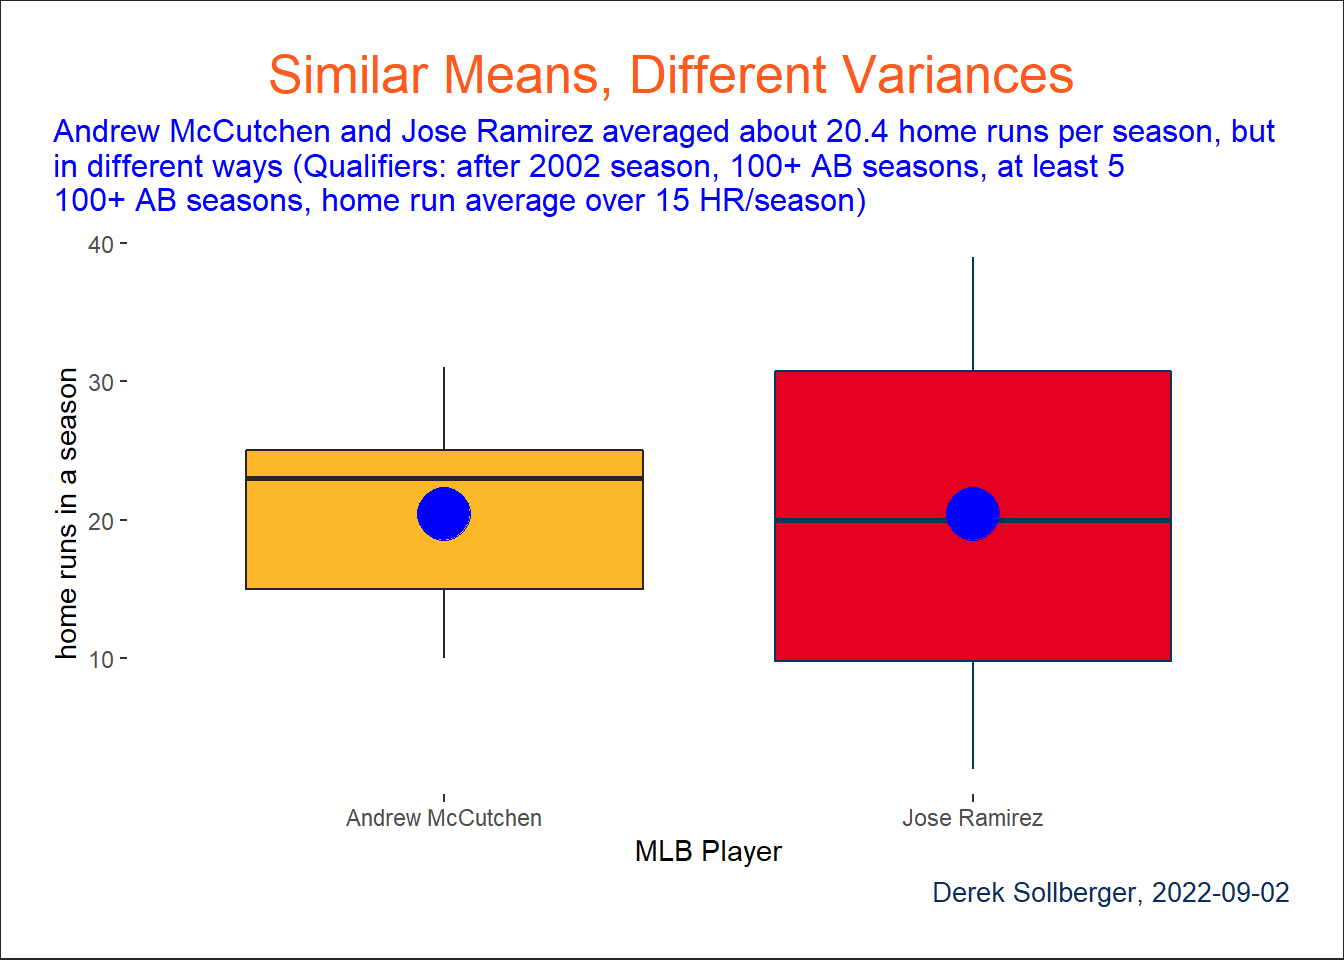 Similar Means, Different Variances
Andrew McCutchen and Jose Ramirez averaged about 20.4 home runs per season, but
in different ways (Qualifiers: after 2002 season, 100+ AB seasons, at least 5
100+ AB seasons, home run average over 15 HR/season)
40
30
20
10
home runs in a season
Andrew McCutchen
Jose Ramirez
MLB Player
Derek Sollberger, 2022-09-02